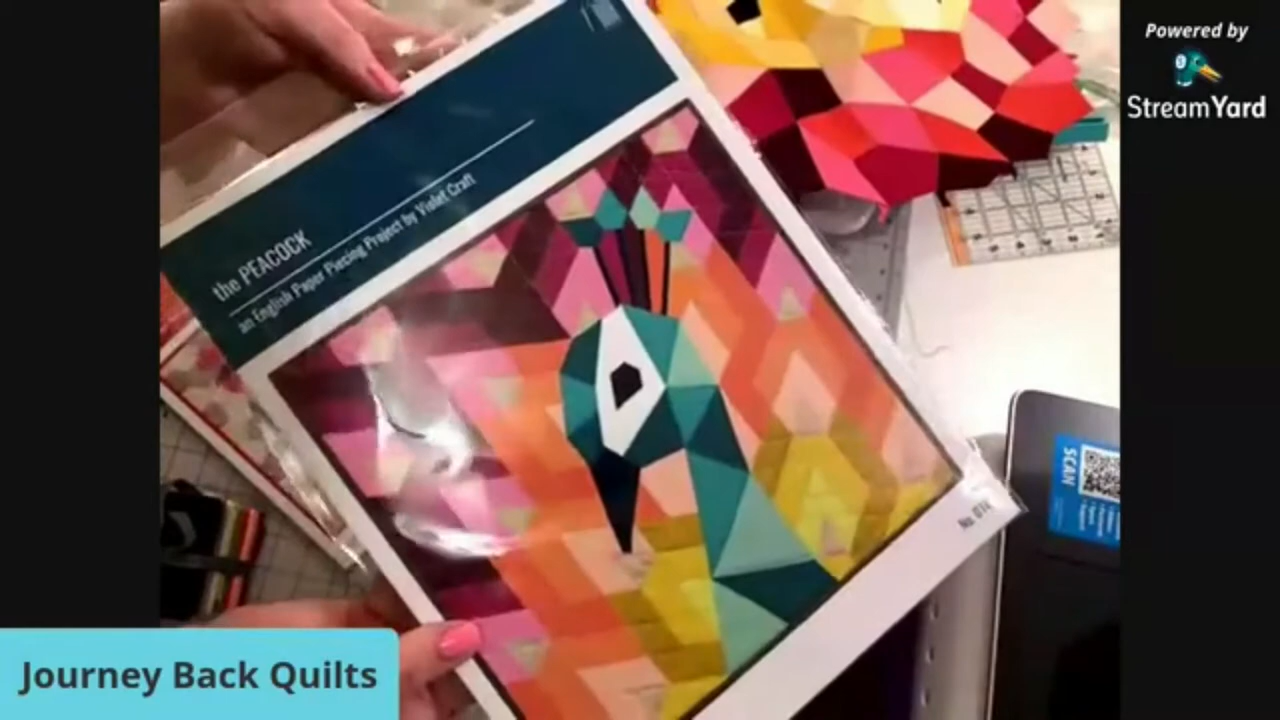 Powered by
StreamYard
the PEACOCK
an English Paper Piecing Project by Violet Craft
SCAN
Journey Back Quilts